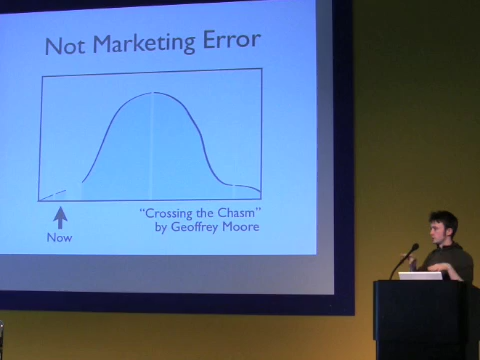 Not Marketing Error
"Crossing the Chasm"
by Geoffrey Moore
Now